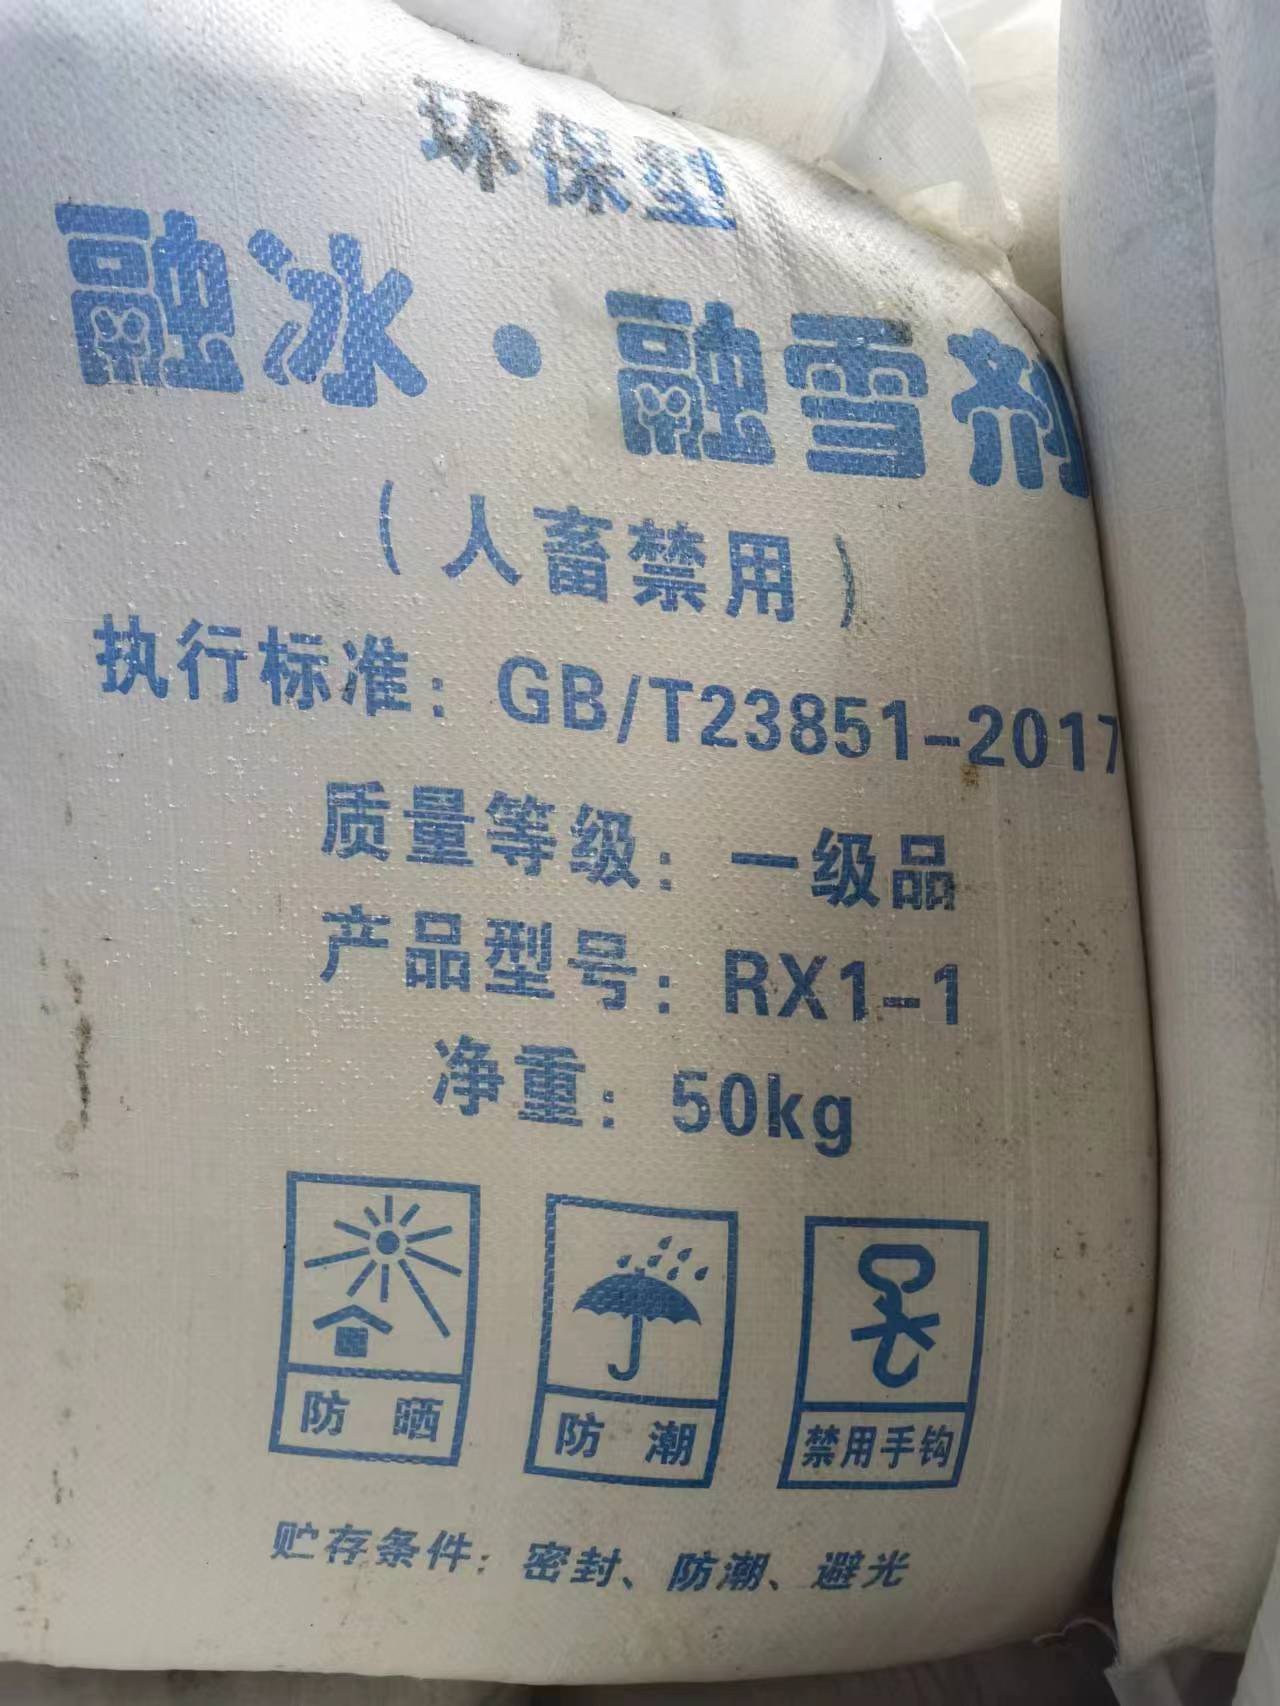 环保型
融冰·融雪剂
（人畜禁用）
执行标准：GB/T23851-2017
质量等级：一级品
产品型号：RX1-1
净重：50kg
防晒 防潮 禁用手钩
贮存条件：密封、防潮、避光